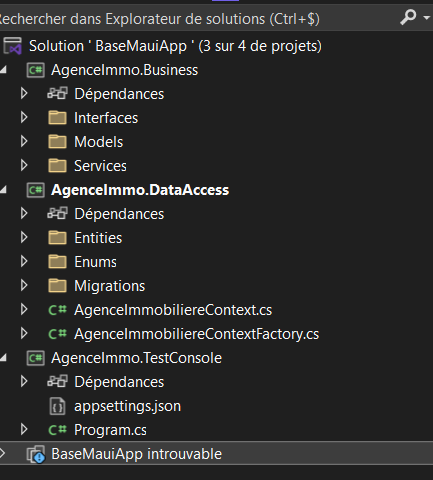 Rechercher dans Explorateur de solutions (Ctrl+$)
Solution ' BaseMauiApp ' (3 sur 4 de projets)
AgenceImmo.Business
Dépendances
Interfaces
Models
Services
AgenceImmo.DataAccess
Dépendances
Entities
Enums
Migrations
C# AgenceImmobiliereContext.cs
C# AgenceImmobiliereContextFactory.cs
AgenceImmo.TestConsole
Dépendances
appsettings.json
C# Program.cs
BaseMauiApp introuvable